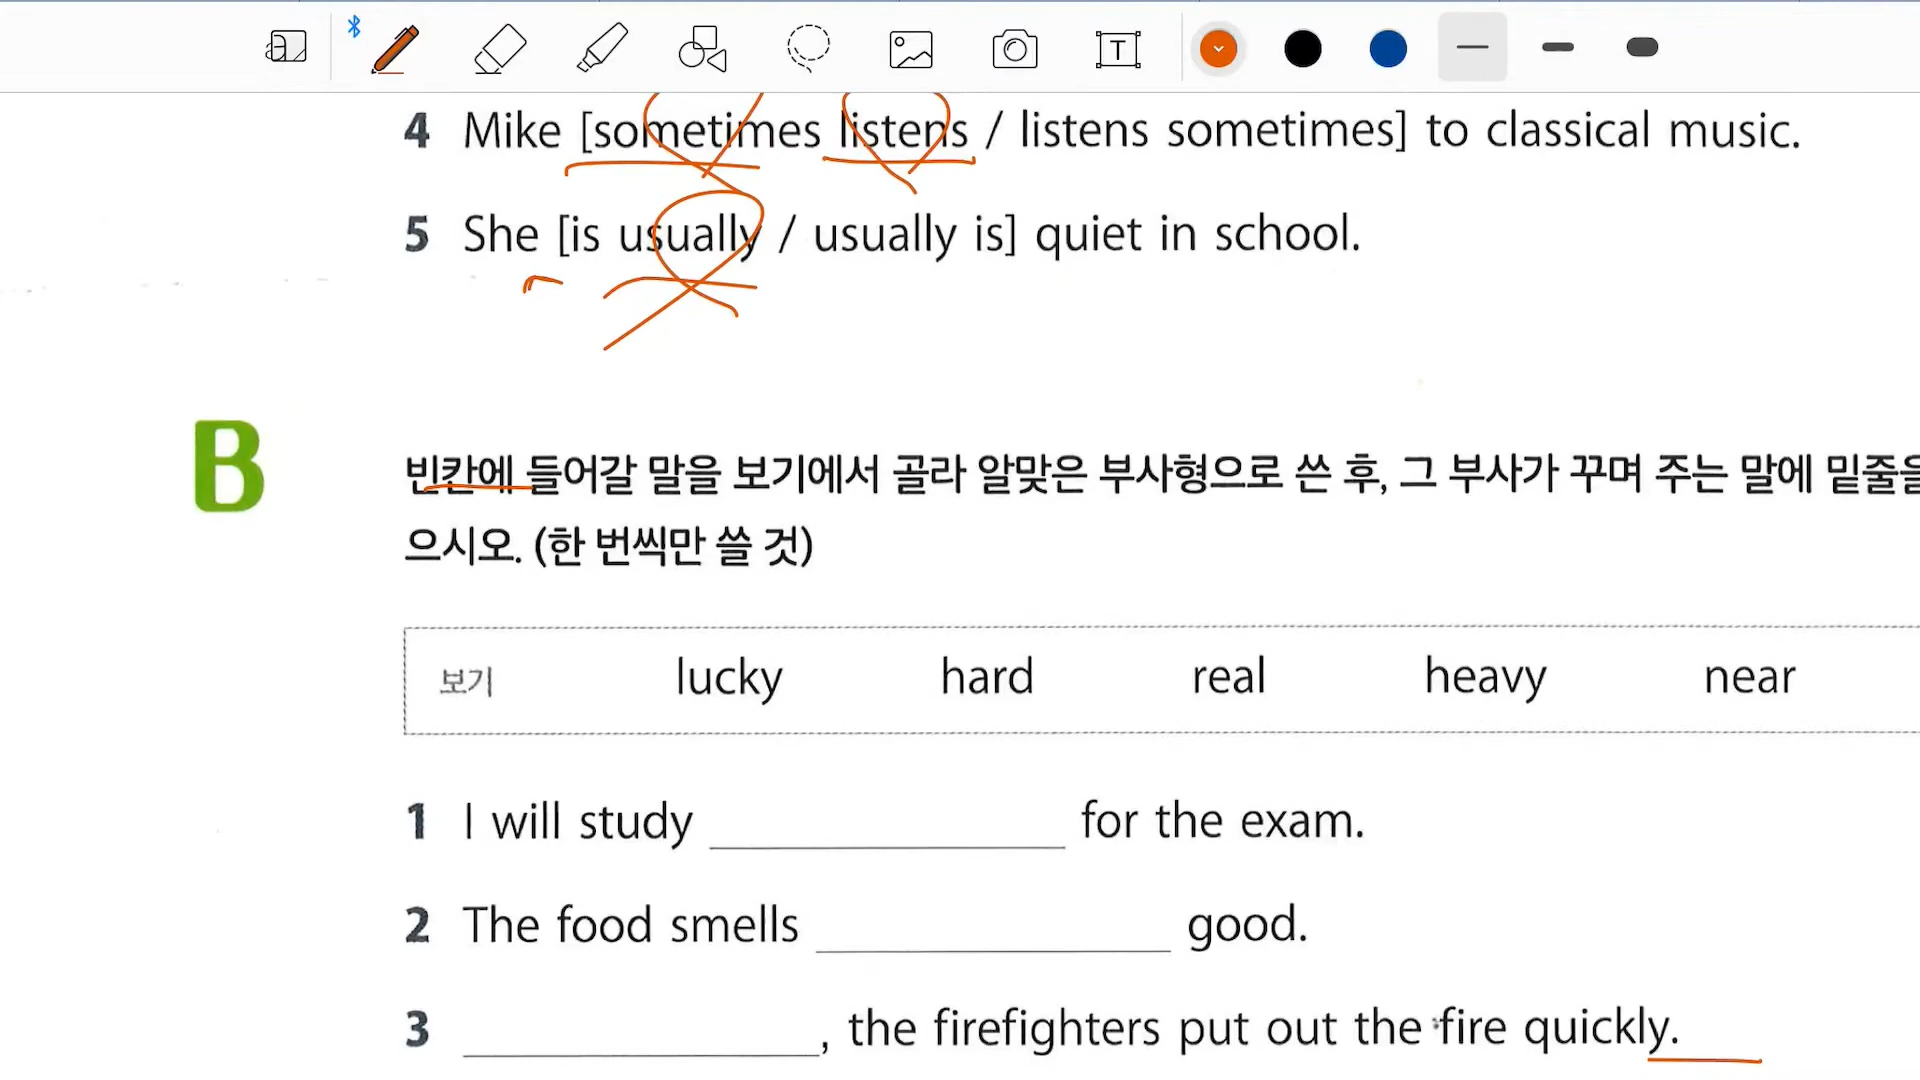 4 Mike [sometimes listens / listens sometimes] to classical music.
5 She [is usually / usually is] quiet in school.
B
빈칸에 들어갈 말을 보기에서 골라 알맞은 부사형으로 쓴 후, 그 부사가 꾸며 주는 말에 밑줄을
으시오. (한 번씩만 쓸 것)
보기 lucky hard real heavy near
1 I will study ____________ for the exam.
2 The food smells ____________ good.
3 ____________, the firefighters put out the fire quickly.